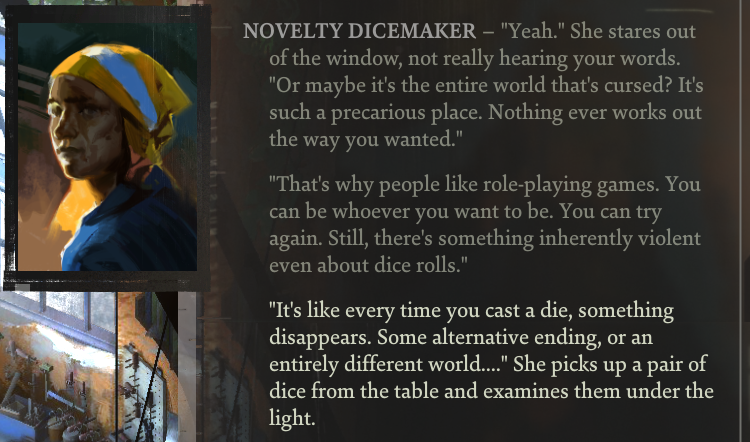 NOVELTY DICEMAKER – "Yeah." She stares out
of the window, not really hearing your words.
"Or maybe it's the entire world that's cursed? It's
such a precarious place. Nothing ever works out
the way you wanted."
"That's why people like role-playing games. You
can be whoever you want to be. You can try
again. Still, there's something inherently violent
even about dice rolls."
"It's like every time you cast a die, something
disappears. Some alternative ending, or an
entirely different world...." She picks up a pair of
dice from the table and examines them under the
light.